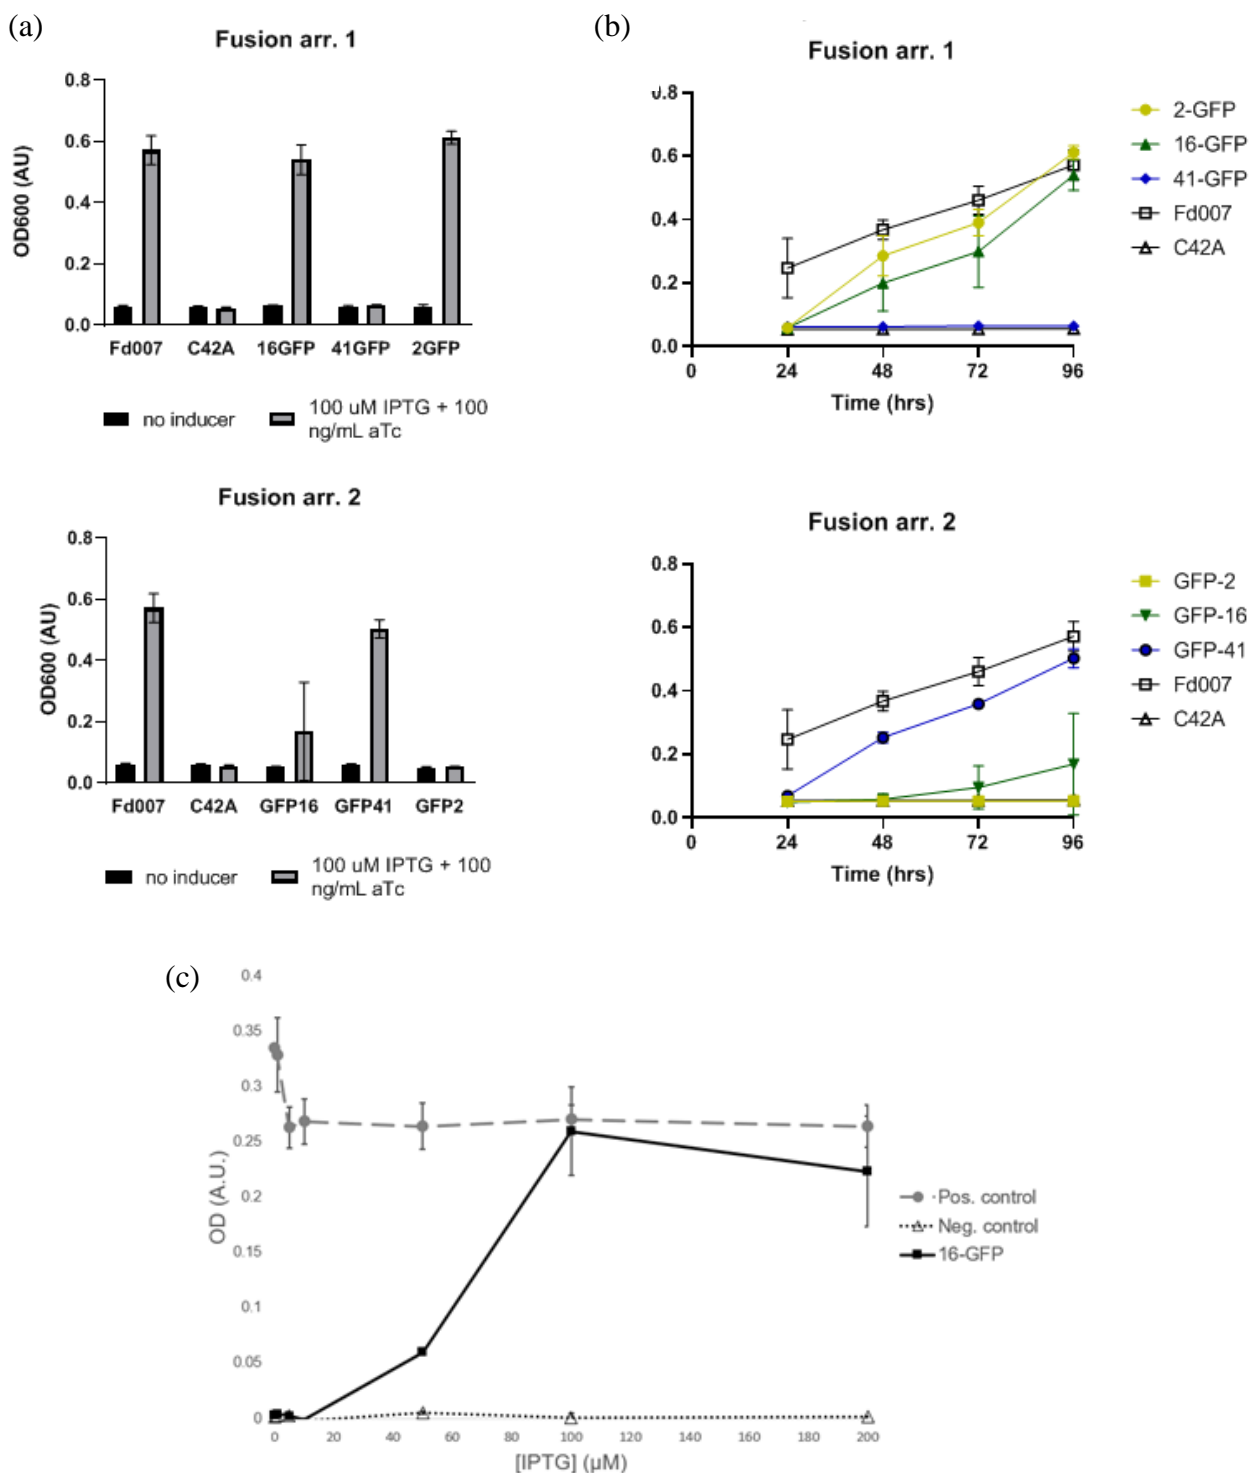 (a)
Fusion arr. 1
OD600 (AU)
0.8
0.6
0.4
0.2
0.0
Fd007 C42A 16GFP 41GFP 2GFP
no inducer
100 uM IPTG + 100
ng/mL aTc
(b)
Fusion arr. 1
0.8
0.6
0.4
0.2
0.0
0 24 48 72 96
Time (hrs)
2-GFP
16-GFP
41-GFP
Fd007
C42A
Fusion arr. 2
OD600 (AU)
0.8
0.6
0.4
0.2
0.0
Fd007 C42A GFP16 GFP41 GFP2
no inducer
100 uM IPTG + 100
ng/mL aTc
Fusion arr. 2
0.8
0.6
0.4
0.2
0.0
0 24 48 72 96
Time (hrs)
GFP-2
GFP-16
GFP-41
Fd007
C42A
(c)
OD (A.U.)
0.4
0.35
0.3
0.25
0.2
0.15
0.1
0.05
0
0 20 40 60 80 100 120 140 160 180 200
[IPTG] (µM)
Pos. control
Neg. control
16-GFP